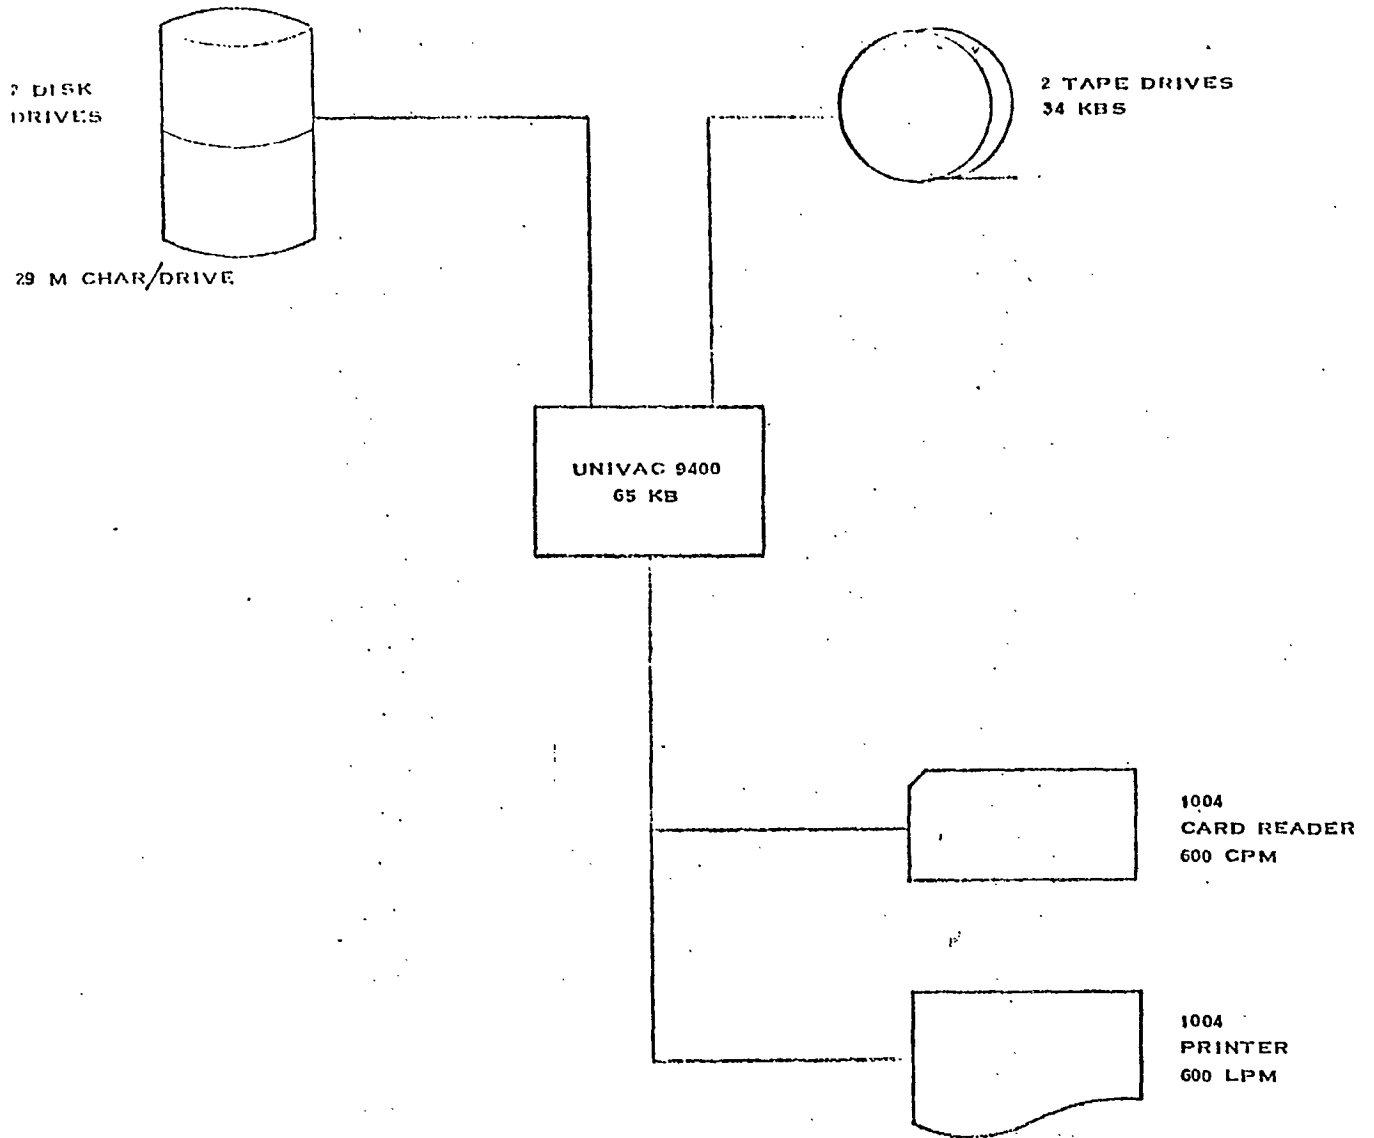 2 DISK
DRIVES
29 M CHAR/DRIVE
2 TAPE DRIVES
34 KBS
UNIVAC 9400
65 KB
1004
CARD READER
600 CPM
1004
PRINTER
600 LPM